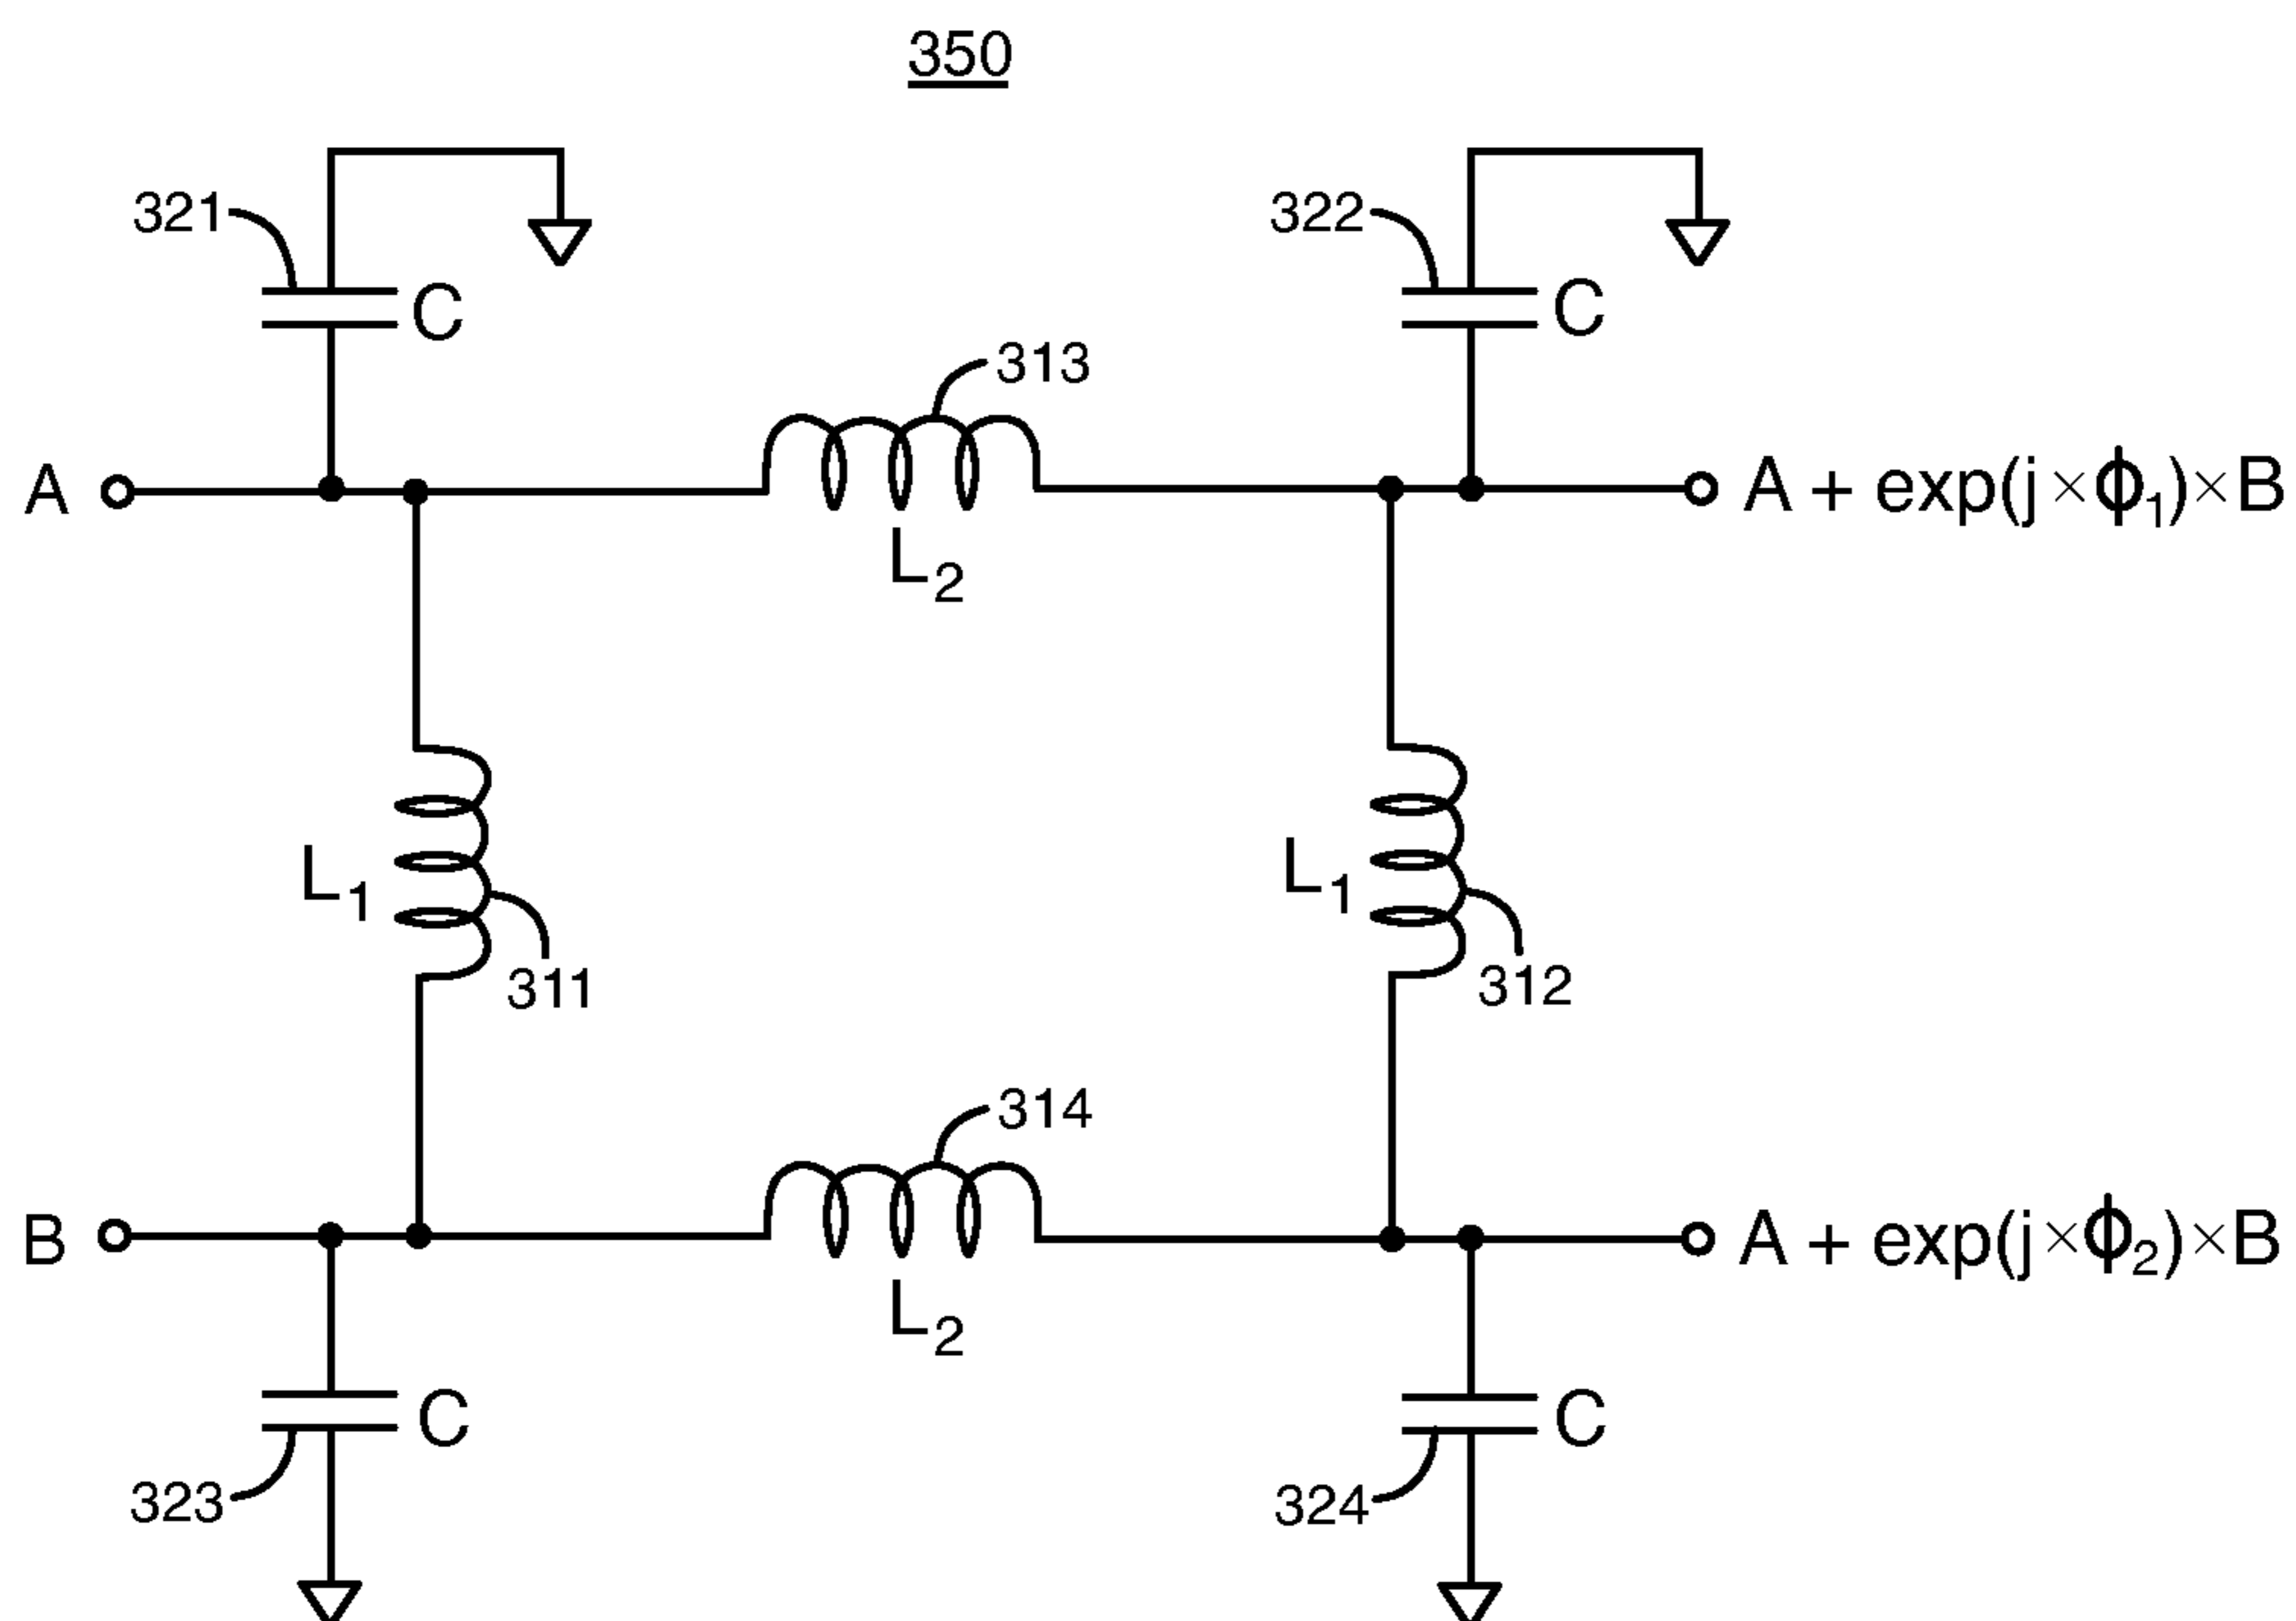 350
321
C
322
C
313
A
A + exp(j×ϕ₁)×B
L₂
L₁
311
L₁
312
314
B
A + exp(j×ϕ₂)×B
L₂
C
323
C
324